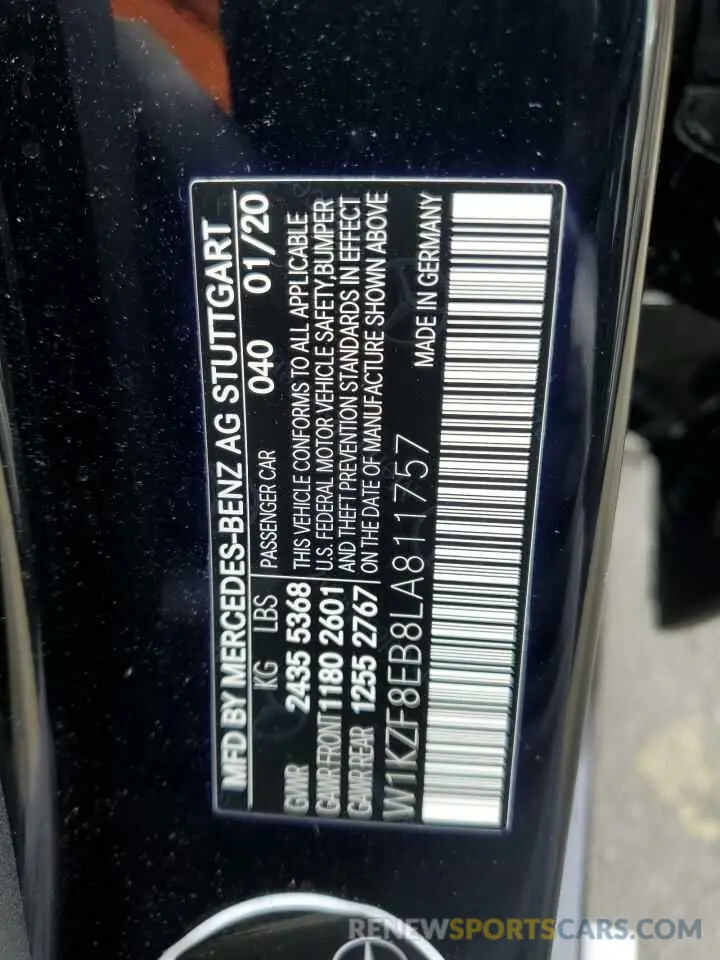 MFD BY MERCEDES-BENZ AG STUTTGART
KG LBS PASSENGER CAR 040 01/20
GVWR 2435 5368 THIS VEHICLE CONFORMS TO ALL APPLICABLE
GAWR FRONT 1180 2601 U.S. FEDERAL MOTOR VEHICLE SAFETY, BUMPER
GAWR REAR 1255 2767 AND THEFT PREVENTION STANDARDS IN EFFECT
ON THE DATE OF MANUFACTURE SHOWN ABOVE
W1KZF8EB8LA811757 MADE IN GERMANY
RENEWSPORTSCARS.COM